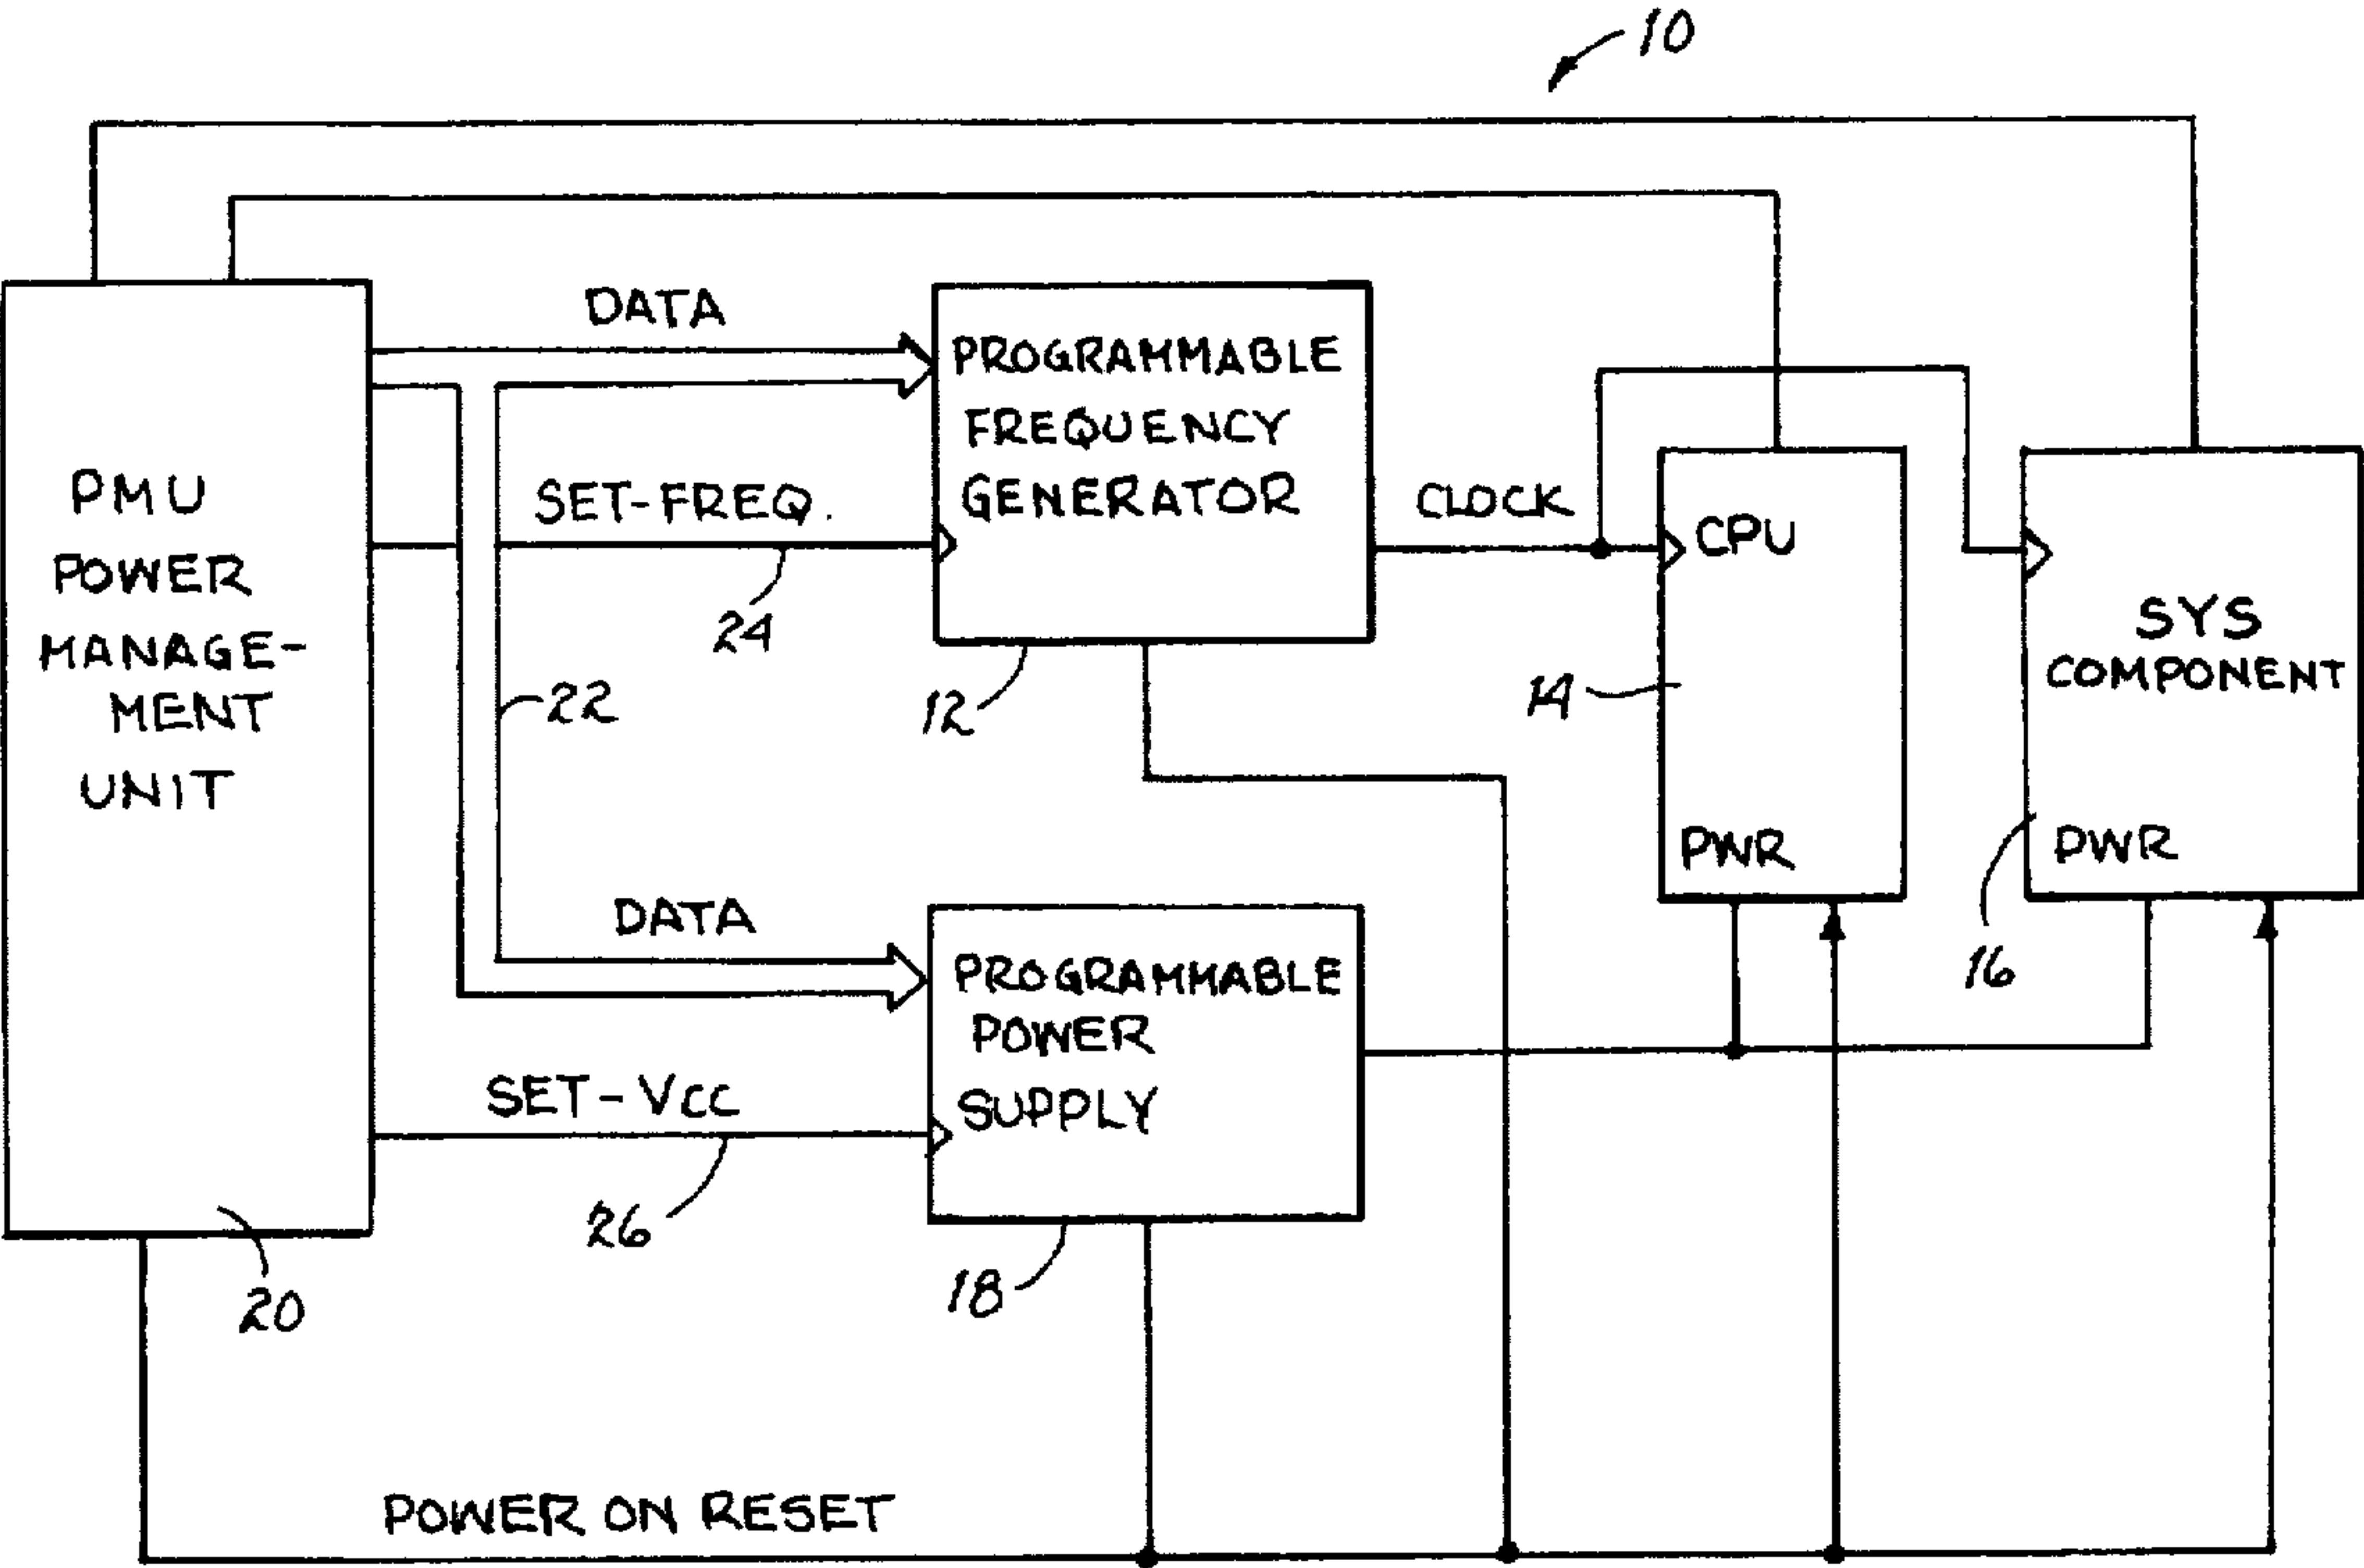 10
DATA
PROGRAMMABLE
FREQUENCY
GENERATOR
PMU
POWER
MANAGE-
MENT
UNIT
SET-FREQ.
24
22
12
CLOCK
CPU
14
PWR
SYS
COMPONENT
PWR
16
DATA
PROGRAMMABLE
POWER
SUPPLY
SET-VCC
26
18
20
POWER ON RESET